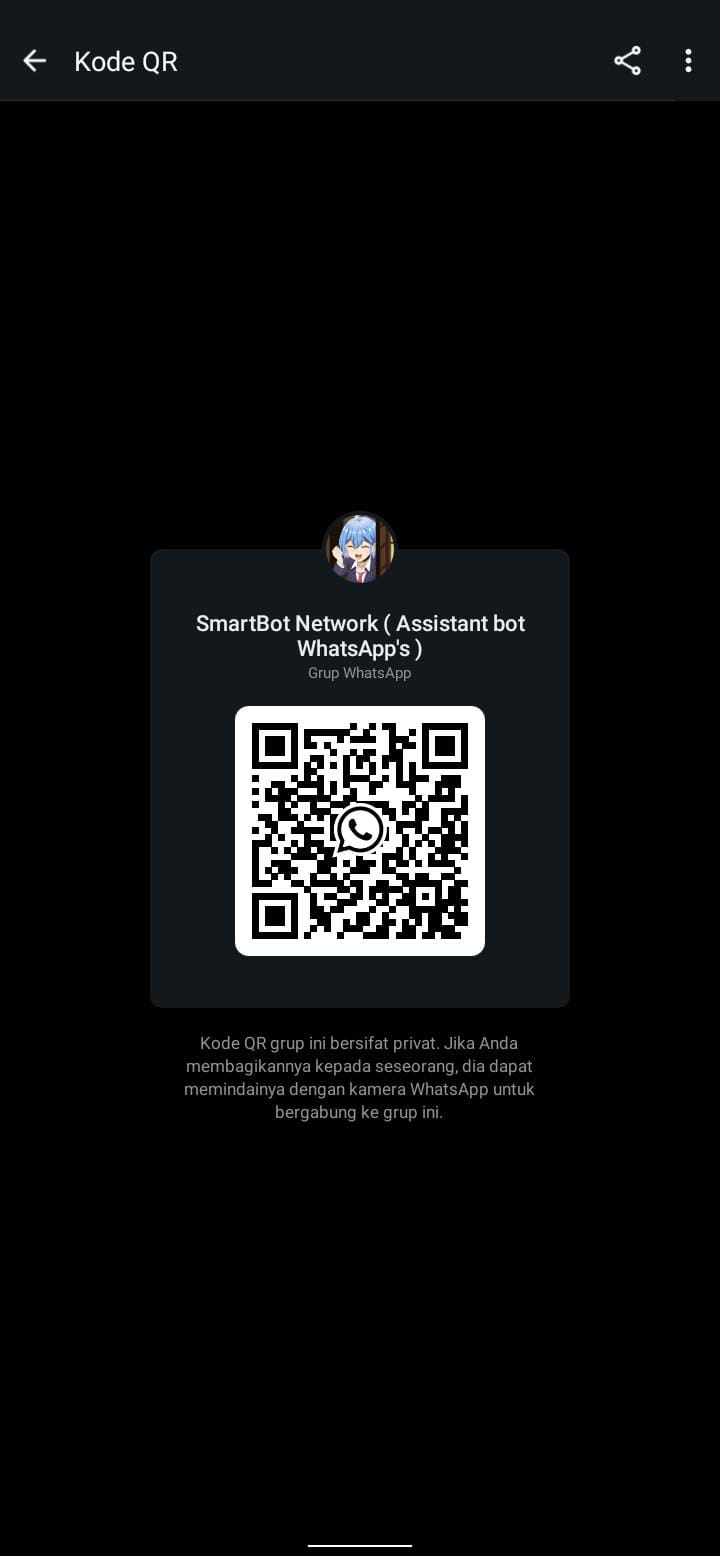 Kode QR
SmartBot Network ( Assistant bot
WhatsApp's )
Grup WhatsApp
Kode QR grup ini bersifat privat. Jika Anda
membagikannya kepada seseorang, dia dapat
memindainya dengan kamera WhatsApp untuk
bergabung ke grup ini.